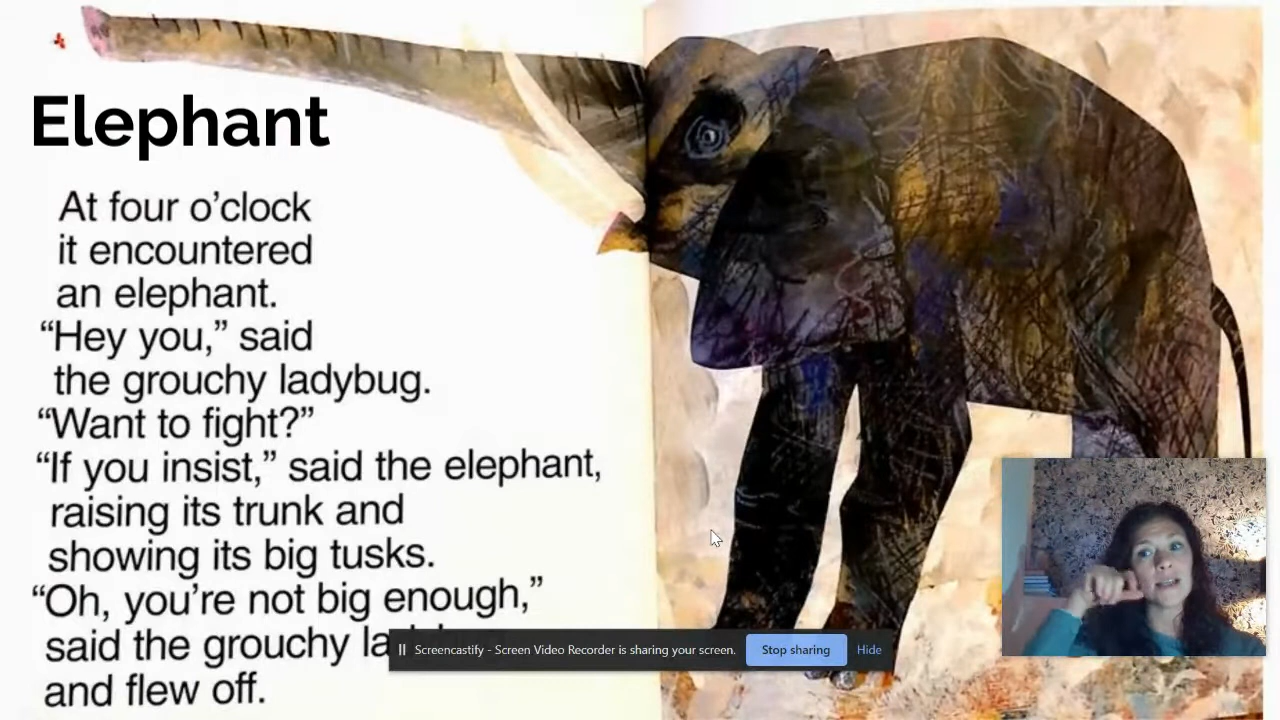 Elephant
At four o’clock
it encountered
an elephant.
“Hey you,” said
the grouchy ladybug.
“Want to fight?”
“If you insist,” said the elephant,
raising its trunk and
showing its big tusks.
“Oh, you’re not big enough,”
said the grouchy
and flew off.
Screencastify - Screen Video Recorder is sharing your screen.
Stop sharing
Hide